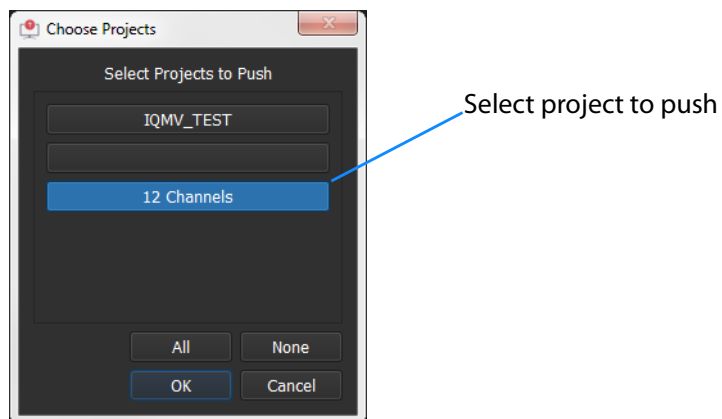 Choose Projects
Select Projects to Push
IQMV_TEST
12 Channels
Select project to push
All None
OK Cancel